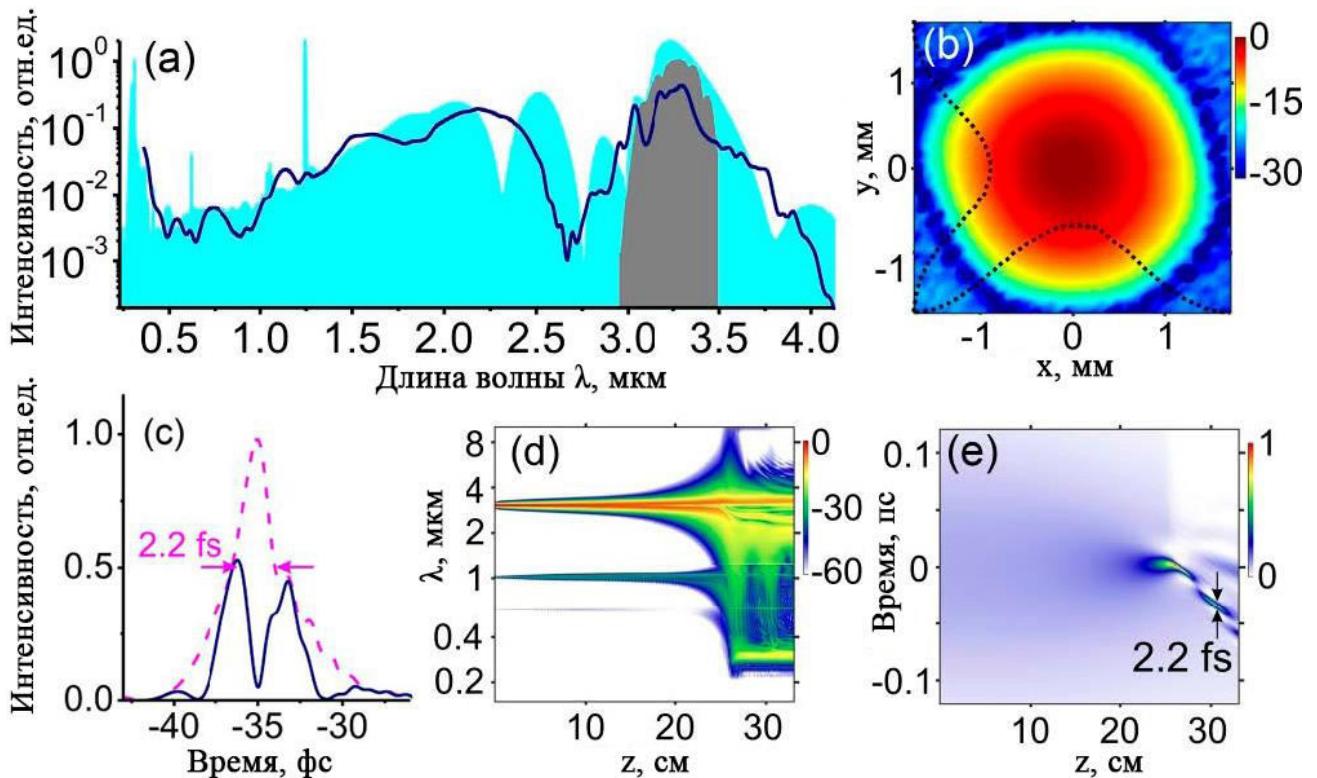 Интенсивность, отн.ед.
10⁰
10⁻¹
10⁻²
10⁻³
(a)
0.5 1.0 1.5 2.0 2.5 3.0 3.5 4.0
Длина волны λ, мкм
(b)
y, мм
1
0
-1
-1 0 1
x, мм
0
-15
-30
Интенсивность, отн.ед.
1.0
0.5
0.0
(c)
2.2 fs
-40 -35 -30
Время, фс
(d)
λ, мкм
8
4
2
1
0.4
0.2
10 20 30
z, см
0
-30
-60
(e)
Время, пс
0.1
0
-0.1
2.2 fs
10 20 30
z, см
1
0